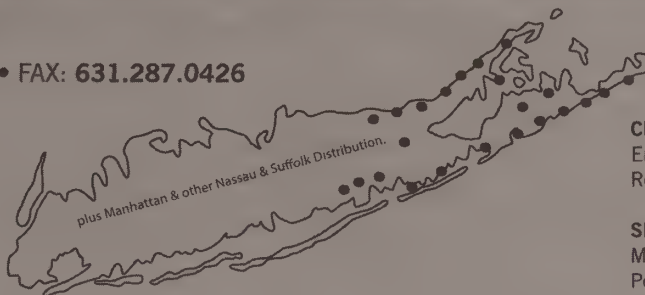 • FAX: 631.287.0426
plus Manhattan & other Nassau & Suffolk Distribution.